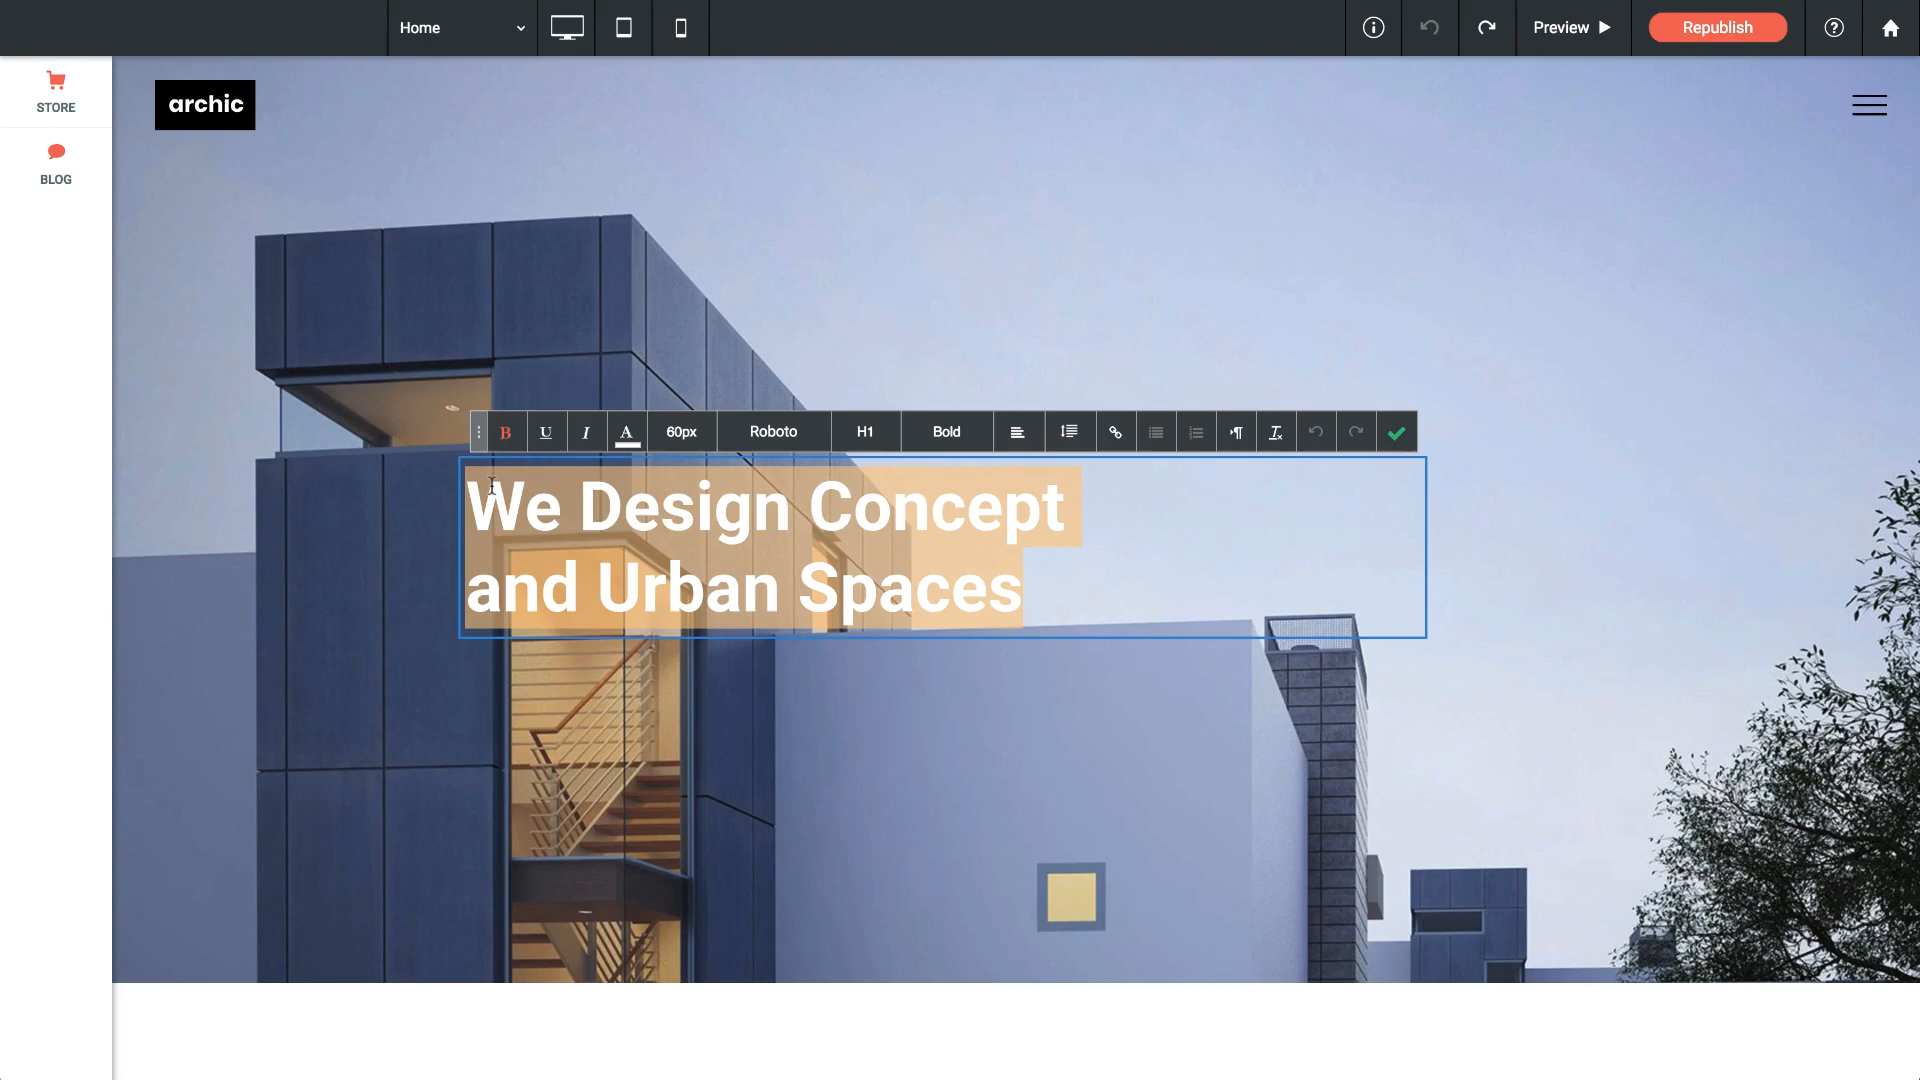 Home
Preview
Republish
STORE
BLOG
archic
B U I A 60px Roboto H1 Bold
We Design Concept
and Urban Spaces